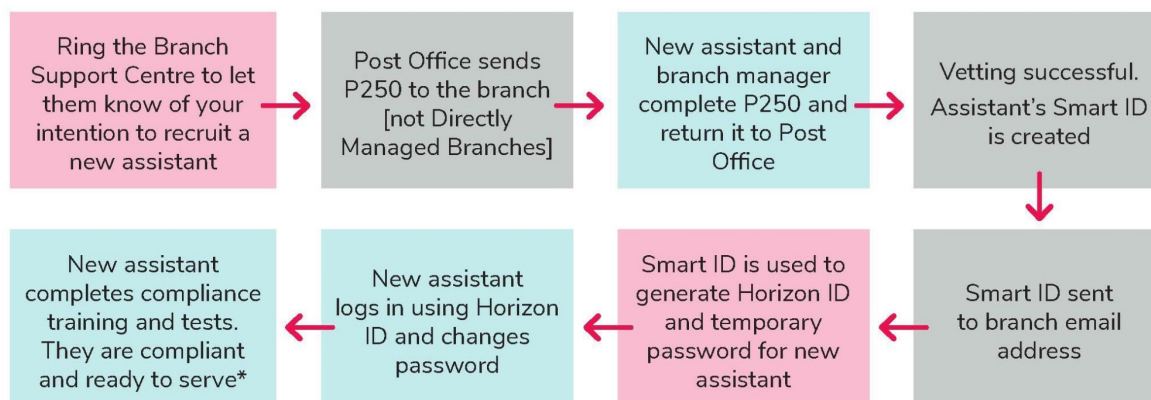 Ring the Branch
Support Centre to let
them know of your
intention to recruit a
new assistant
Post Office sends
P250 to the branch
[not Directly
Managed Branches]
New assistant and
branch manager
complete P250 and
return it to Post
Office
Vetting successful.
Assistant's Smart ID
is created
Smart ID sent
to branch email
address
Smart ID is used to
generate Horizon ID
and temporary
password for new
assistant
New assistant
logs in using Horizon
ID and changes
password
New assistant
completes compliance
training and tests.
They are compliant
and ready to serve*